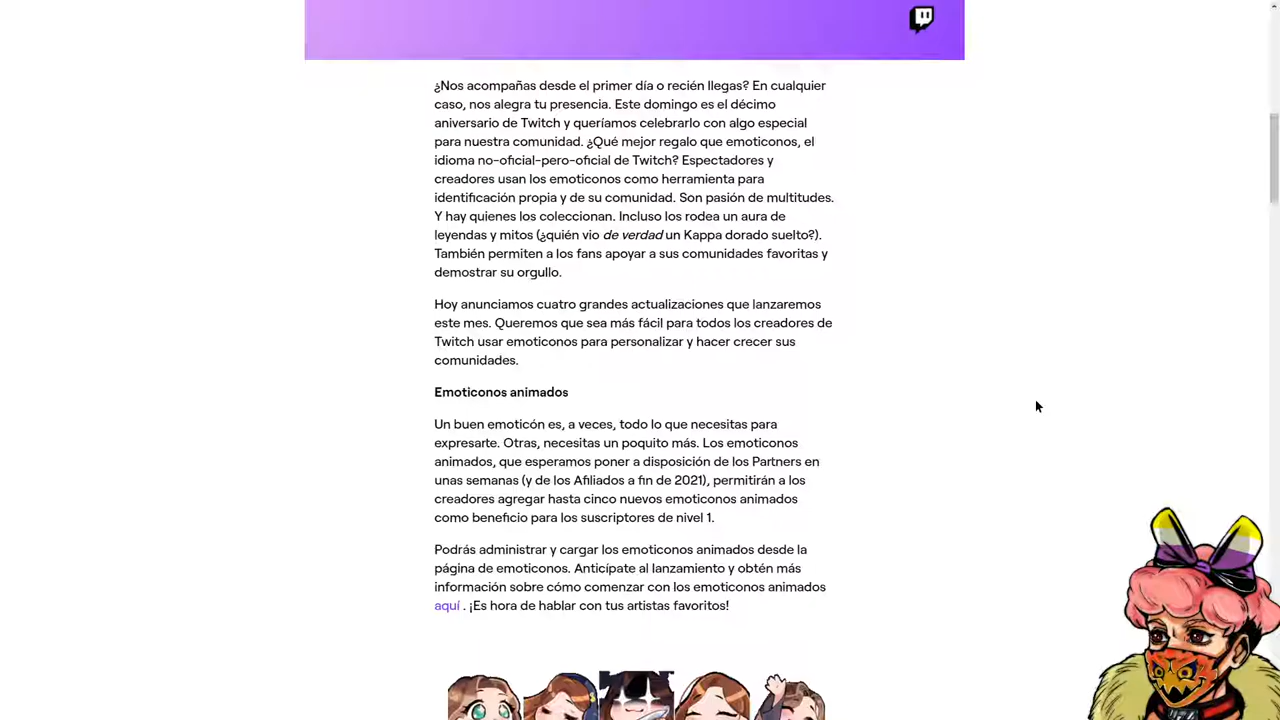 ¿Nos acompañas desde el primer día o recién llegas? En cualquier
caso, nos alegra tu presencia. Este domingo es el décimo
aniversario de Twitch y queríamos celebrarlo con algo especial
para nuestra comunidad. ¿Qué mejor regalo que emoticonos, el
idioma no-oficial-pero-oficial de Twitch? Espectadores y
creadores usan los emoticonos como herramienta para
identificación propia y de su comunidad. Son pasión de multitudes.
Y hay quienes los coleccionan. Incluso los rodea un aura de
leyendas y mitos (¿quién vio de verdad un Kappa dorado suelto?).
También permiten a los fans apoyar a sus comunidades favoritas y
demostrar su orgullo.
Hoy anunciamos cuatro grandes actualizaciones que lanzaremos
este mes. Queremos que sea más fácil para todos los creadores de
Twitch usar emoticonos para personalizar y hacer crecer sus
comunidades.
Emoticonos animados
Un buen emoticón es, a veces, todo lo que necesitas para
expresarte. Otras, necesitas un poquito más. Los emoticonos
animados, que esperamos poner a disposición de los Partners en
unas semanas (y de los Afiliados a fin de 2021), permitirán a los
creadores agregar hasta cinco nuevos emoticonos animados
como beneficio para los suscriptores de nivel 1.
Podrás administrar y cargar los emoticonos animados desde la
página de emoticonos. Anticípate al lanzamiento y obtén más
información sobre cómo comenzar con los emoticonos animados
aquí . ¡Es hora de hablar con tus artistas favoritos!